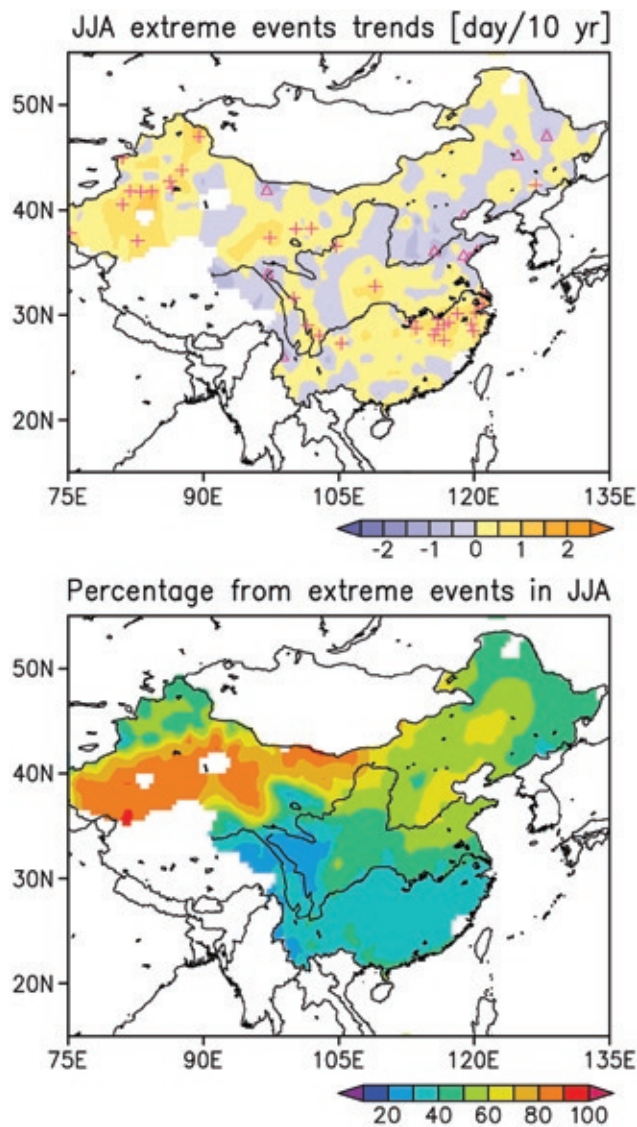 JJA extreme events trends [day/10 yr]
50N
40N
30N
20N
75E 90E 105E 120E 135E
-2 -1 0 1 2
Percentage from extreme events in JJA
50N
40N
30N
20N
75E 90E 105E 120E 135E
20 40 60 80 100